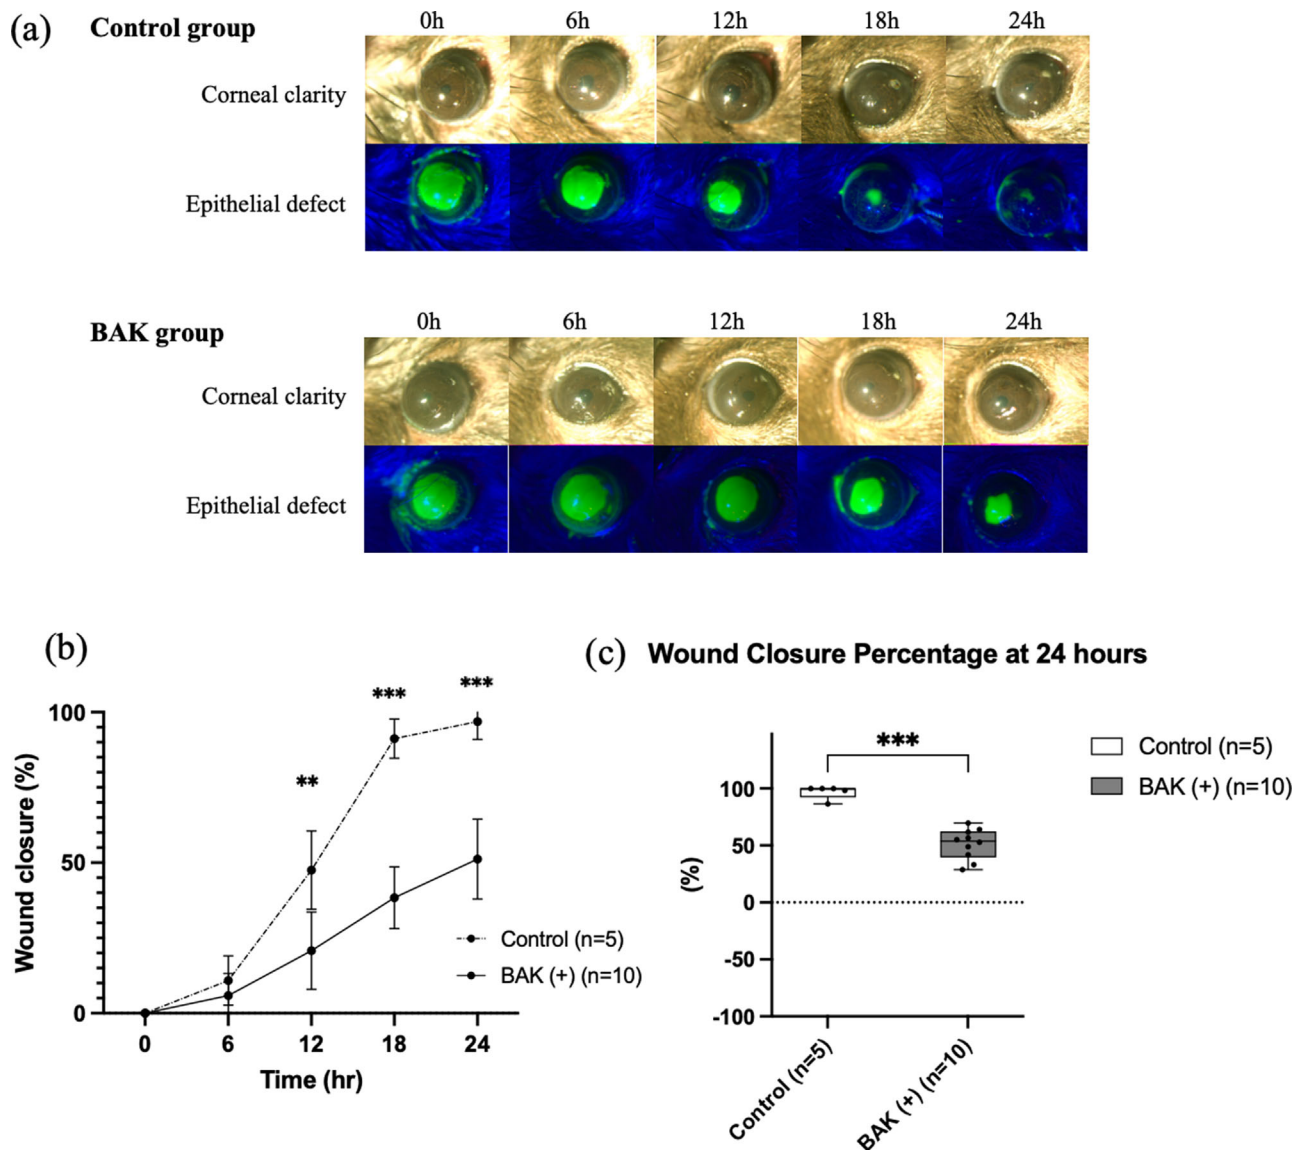 (a) Control group
0h 6h 12h 18h 24h
Corneal clarity
Epithelial defect
BAK group
0h 6h 12h 18h 24h
Corneal clarity
Epithelial defect
(b)
Wound closure (%)
100
50
0
** *** ***
Control (n=5)
BAK (+) (n=10)
0 6 12 18 24
Time (hr)
(c) Wound Closure Percentage at 24 hours
(%)
100
50
0
-50
-100
***
Control (n=5)
BAK (+) (n=10)
Control (n=5)
BAK (+) (n=10)